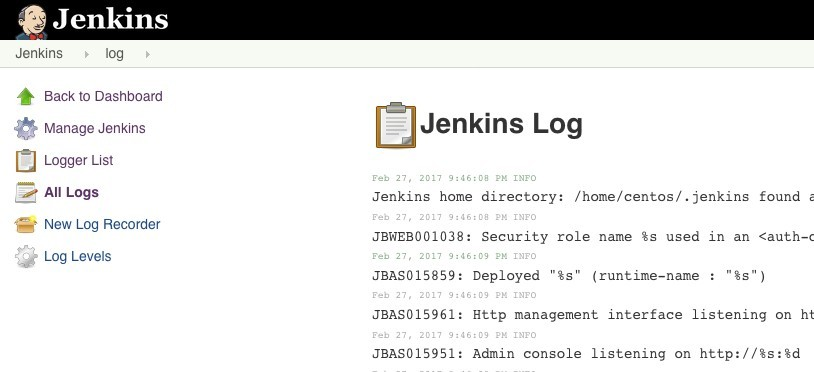 Jenkins
Jenkins log
Back to Dashboard
Manage Jenkins
Logger List
All Logs
New Log Recorder
Log Levels
Jenkins Log
Feb 27, 2017 9:46:08 PM INFO
Jenkins home directory: /home/centos/.jenkins found a
Feb 27, 2017 9:46:08 PM INFO
JBWEB001038: Security role name %s used in an <auth-c
Feb 27, 2017 9:46:09 PM INFO
JBAS015859: Deployed "%s" (runtime-name : "%s")
Feb 27, 2017 9:46:09 PM INFO
JBAS015961: Http management interface listening on ht
Feb 27, 2017 9:46:09 PM INFO
JBAS015951: Admin console listening on http://%s:%d